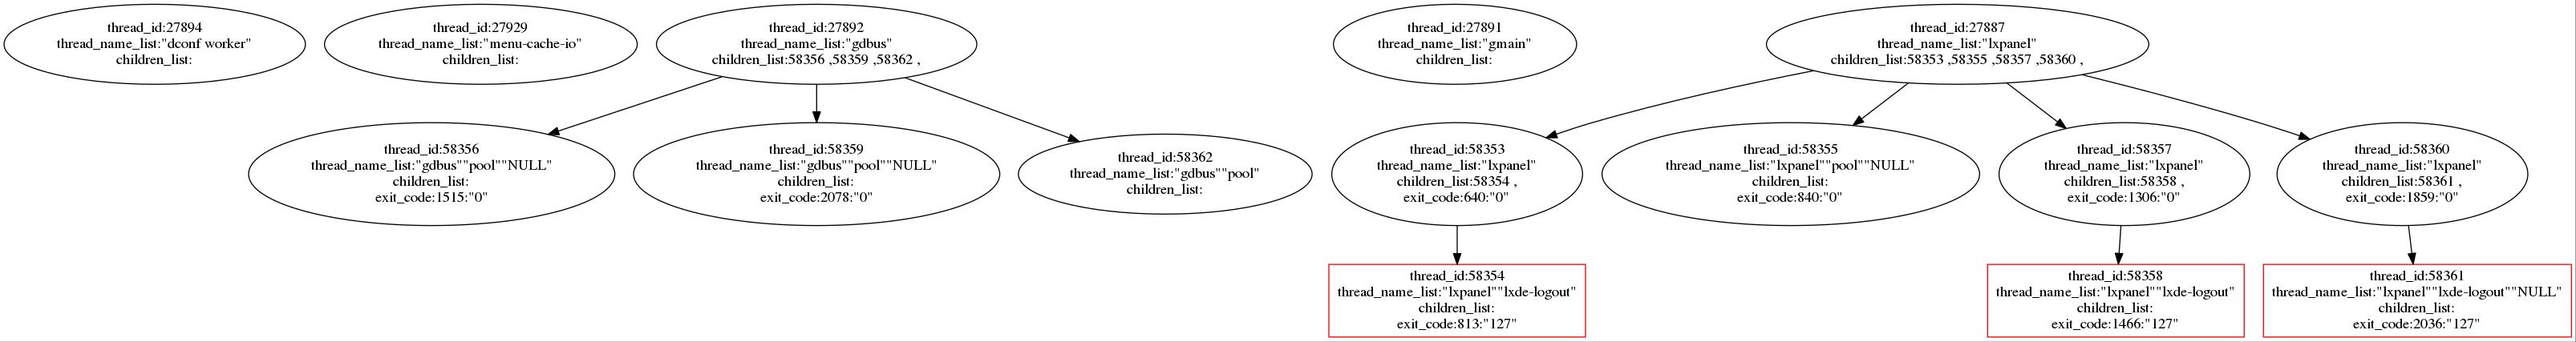 thread_id:27894
thread_name_list:"dconf worker"
children_list:
thread_id:27929
thread_name_list:"menu-cache-io"
children_list:
thread_id:27892
thread_name_list:"gdbus"
children_list:58356 ,58359 ,58362 ,
thread_id:27891
thread_name_list:"gmain"
children_list:
thread_id:27887
thread_name_list:"lxpanel"
children_list:58353 ,58355 ,58357 ,58360 ,
thread_id:58356
thread_name_list:"gdbus""pool""NULL"
children_list:
exit_code:1515:"0"
thread_id:58359
thread_name_list:"gdbus""pool""NULL"
children_list:
exit_code:2078:"0"
thread_id:58362
thread_name_list:"gdbus""pool"
children_list:
thread_id:58353
thread_name_list:"lxpanel"
children_list:58354 ,
exit_code:640:"0"
thread_id:58355
thread_name_list:"lxpanel""pool""NULL"
children_list:
exit_code:840:"0"
thread_id:58357
thread_name_list:"lxpanel"
children_list:58358 ,
exit_code:1306:"0"
thread_id:58360
thread_name_list:"lxpanel"
children_list:58361 ,
exit_code:1859:"0"
thread_id:58354
thread_name_list:"lxpanel""lxde-logout"
children_list:
exit_code:813:"127"
thread_id:58358
thread_name_list:"lxpanel""lxde-logout"
children_list:
exit_code:1466:"127"
thread_id:58361
thread_name_list:"lxpanel""lxde-logout""NULL"
children_list:
exit_code:2036:"127"